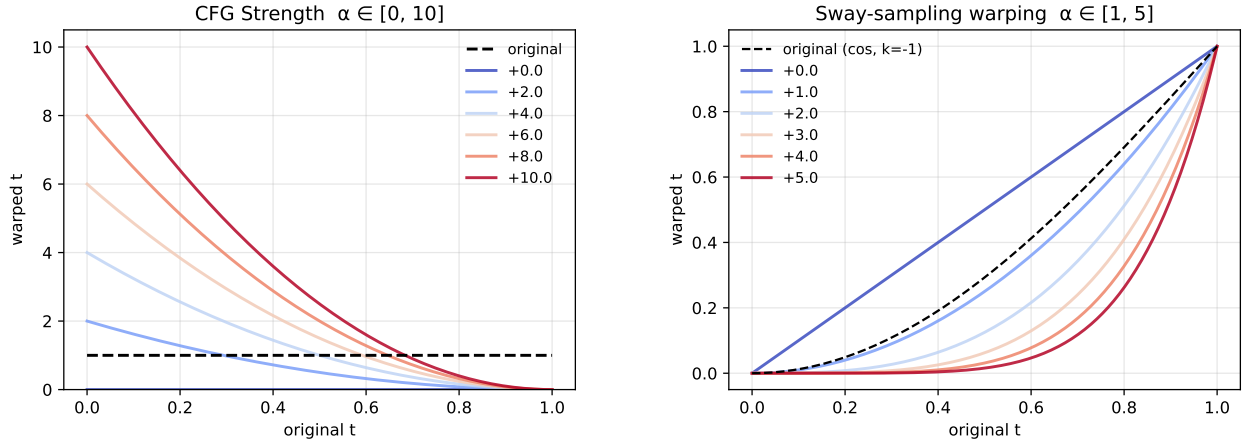 CFG Strength α ∈ [0, 10]
10
8
6
4
2
0
warped t
original
+0.0
+2.0
+4.0
+6.0
+8.0
+10.0
0.0 0.2 0.4 0.6 0.8 1.0
original t
Sway-sampling warping α ∈ [1, 5]
1.0
0.8
0.6
0.4
0.2
0.0
warped t
original (cos, k=-1)
+0.0
+1.0
+2.0
+3.0
+4.0
+5.0
0.0 0.2 0.4 0.6 0.8 1.0
original t